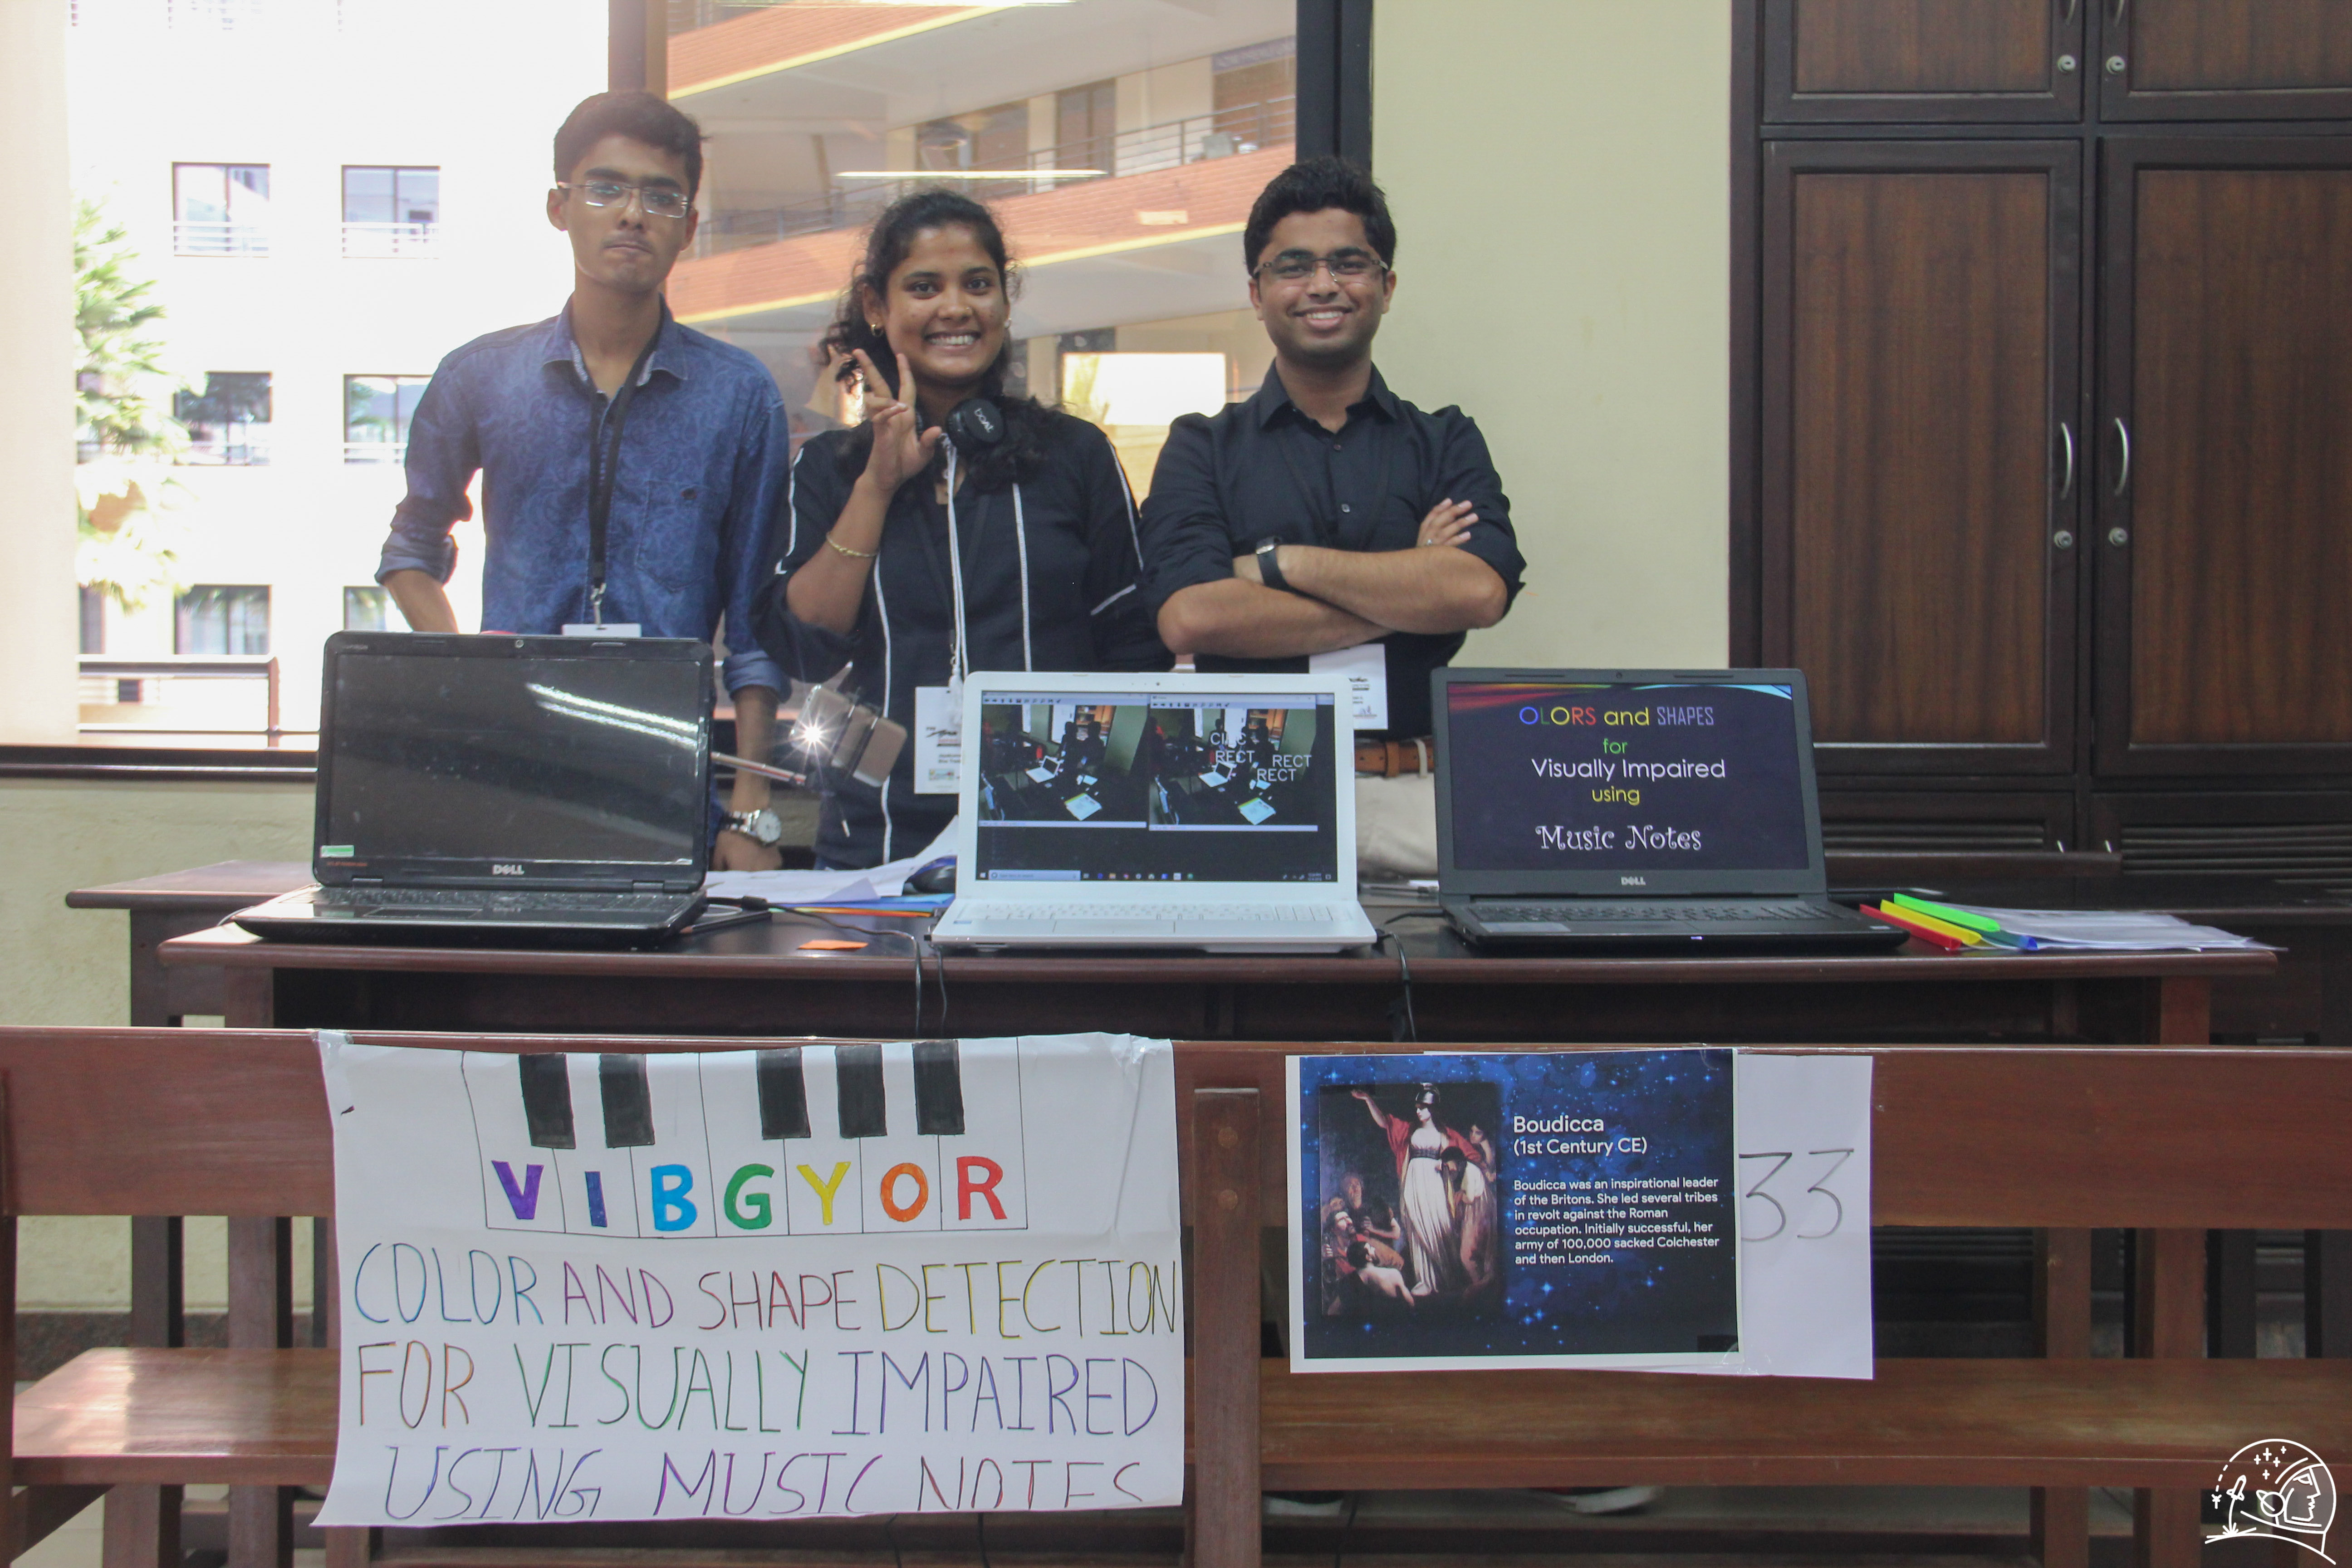 boAt
DELL
CIRC
RECT
RECT
RECT
OLORS and SHAPES
for
Visually Impaired
using
Music Notes
DELL
VIBGYOR
COLOR AND SHAPE DETECTION
FOR VISUALLY IMPAIRED
USING MUSIC NOTES
Boudicca
(1st Century CE)
Boudicca was an inspirational leader
of the Britons. She led several tribes
in revolt against the Roman
occupation. Initially successful, her
army of 100,000 sacked Colchester
and then London.
33